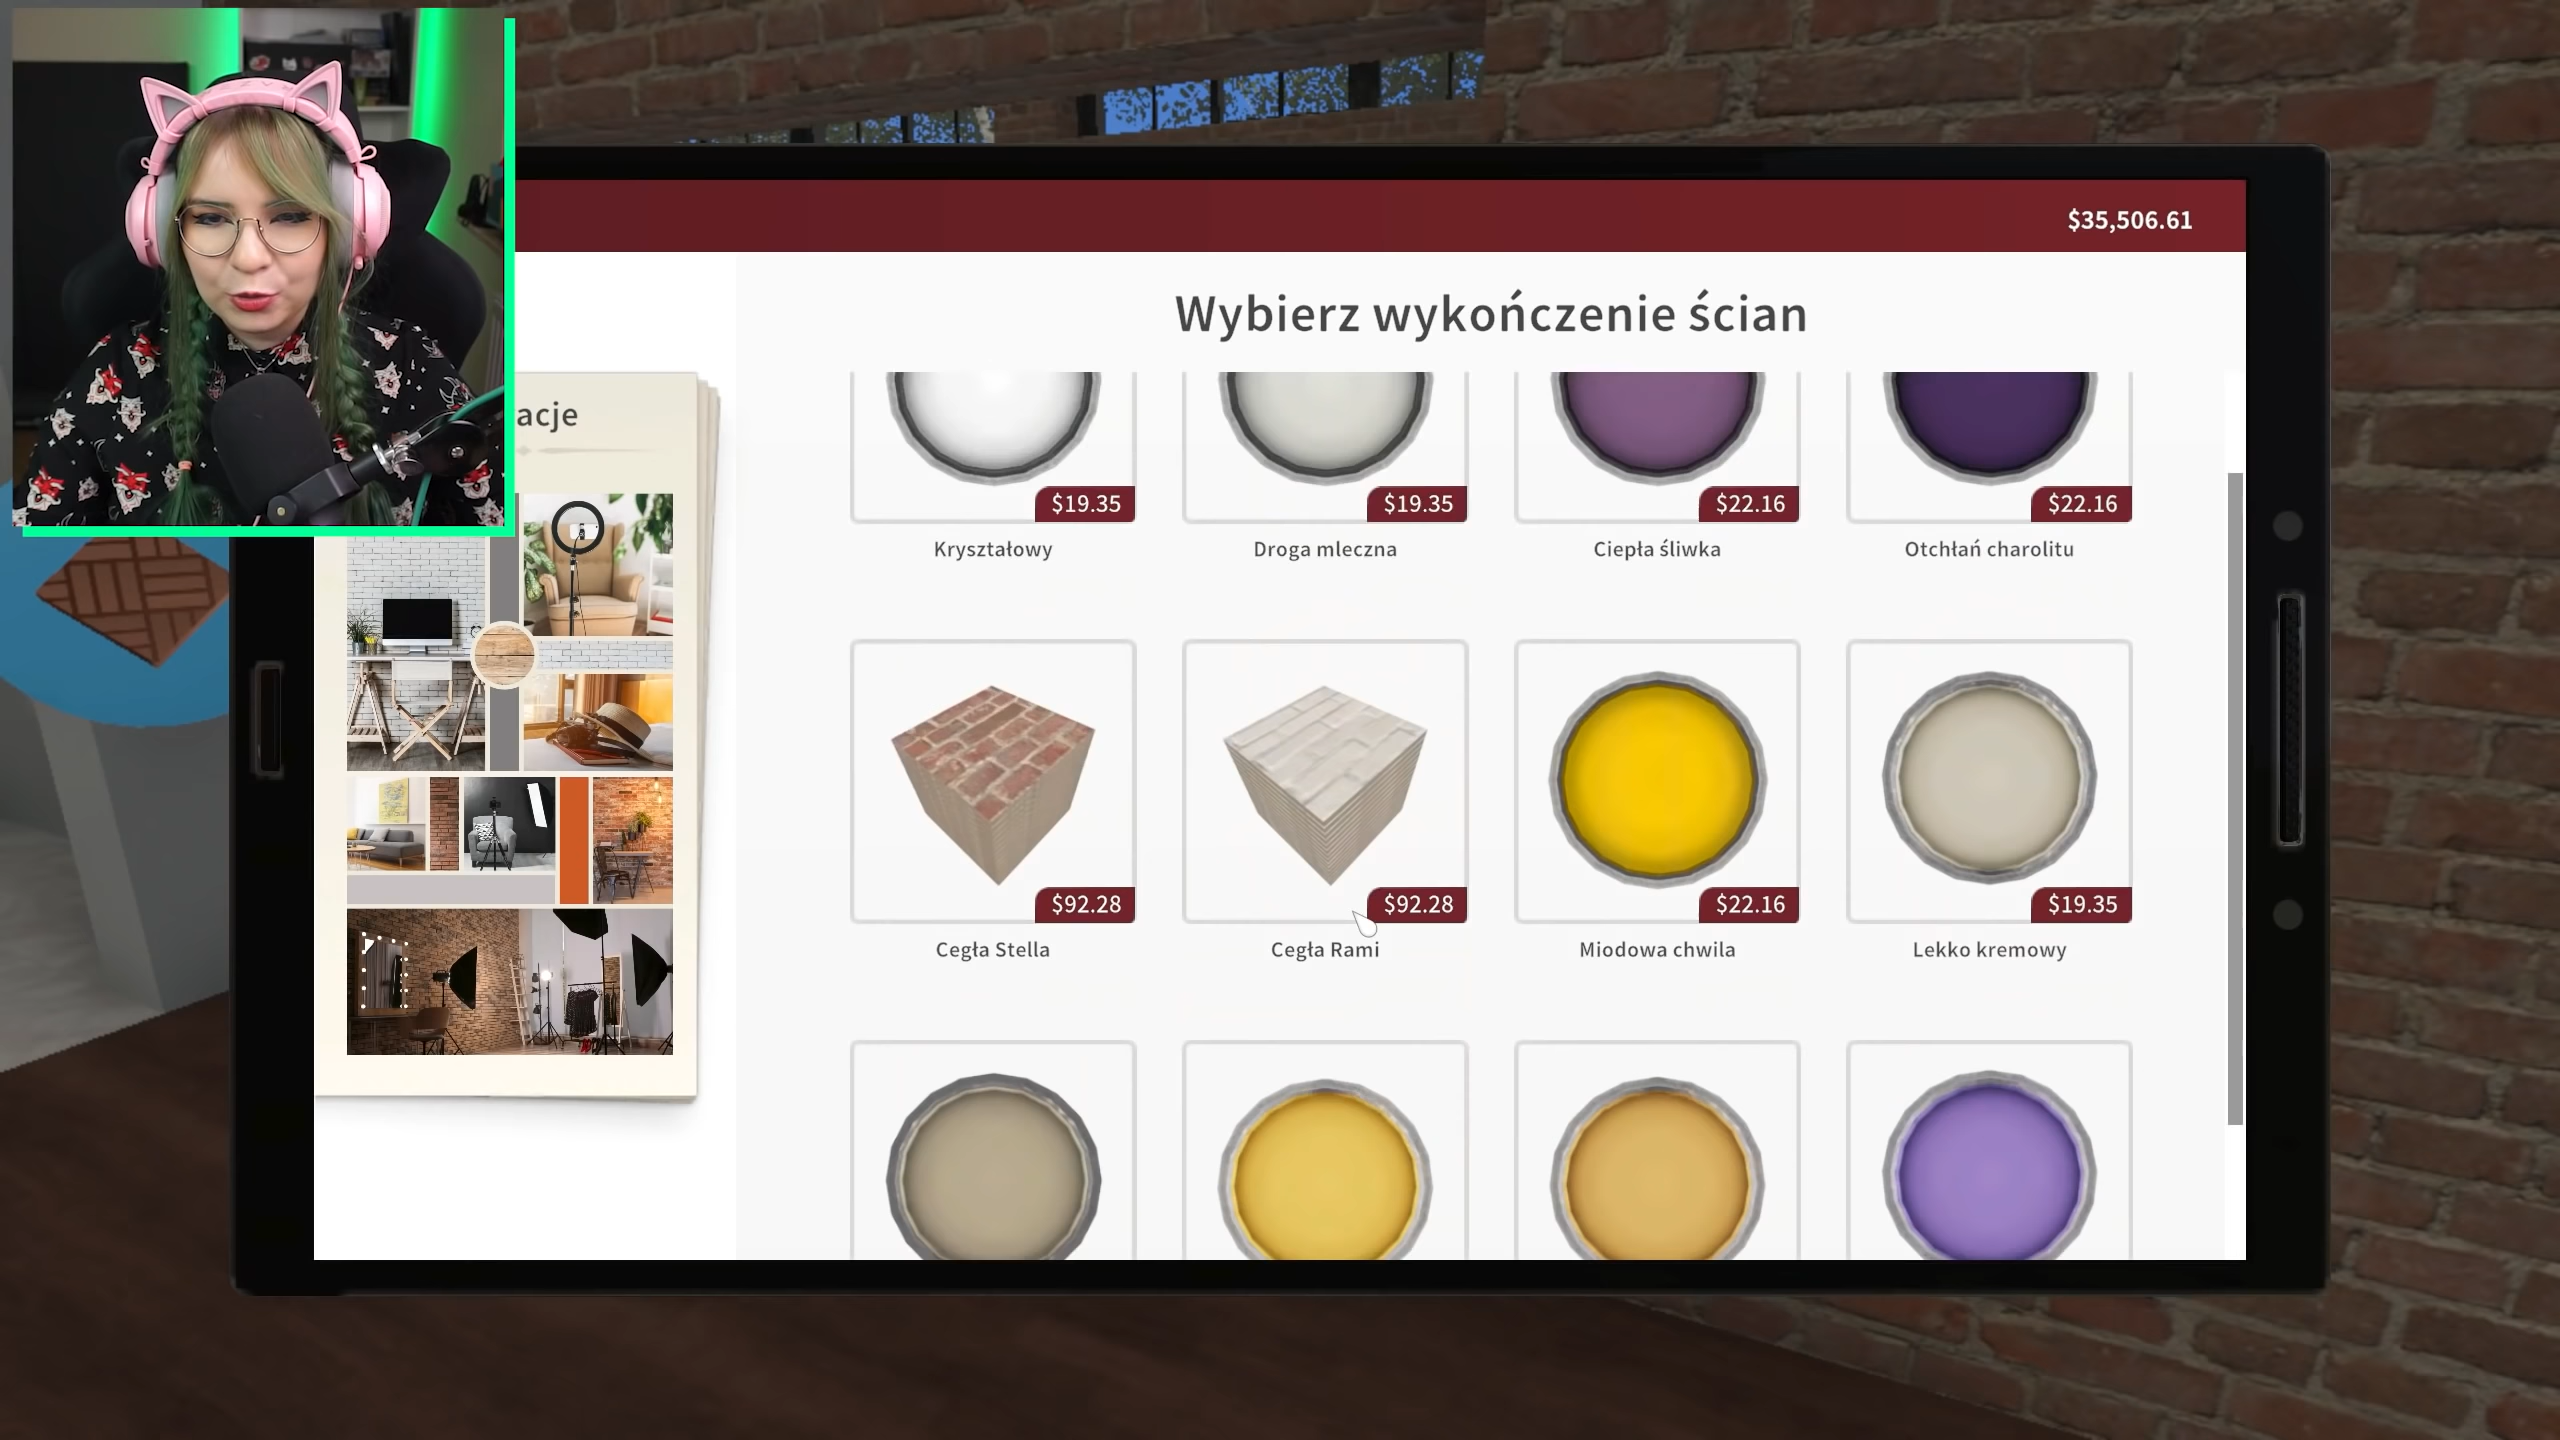 $35,506.61
Wybierz wykończenie ścian
acje
$19.35
$19.35
$22.16
$22.16
Kryształowy
Droga mleczna
Ciepła śliwka
Otchłań charolitu
$92.28
$92.28
$22.16
$19.35
Cegła Stella
Cegła Rami
Miodowa chwila
Lekko kremowy